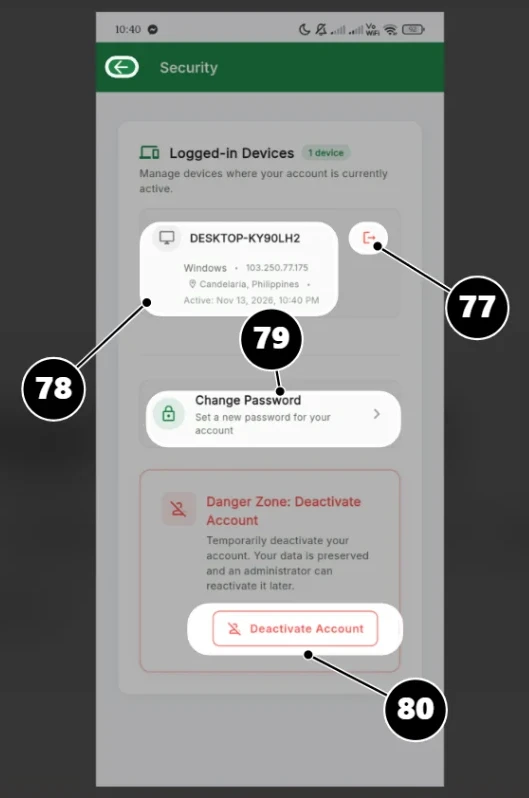 10:40
Vo
WiFi
52
Security
Logged-in Devices 1 device
Manage devices where your account is currently
active.
DESKTOP-KY90LH2
Windows • 103.250.77.175
Candelaria, Philippines •
Active: Nov 13, 2026, 10:40 PM
77
78
79
Change Password
Set a new password for your
account
Danger Zone: Deactivate
Account
Temporarily deactivate your
account. Your data is preserved
and an administrator can
reactivate it later.
Deactivate Account
80